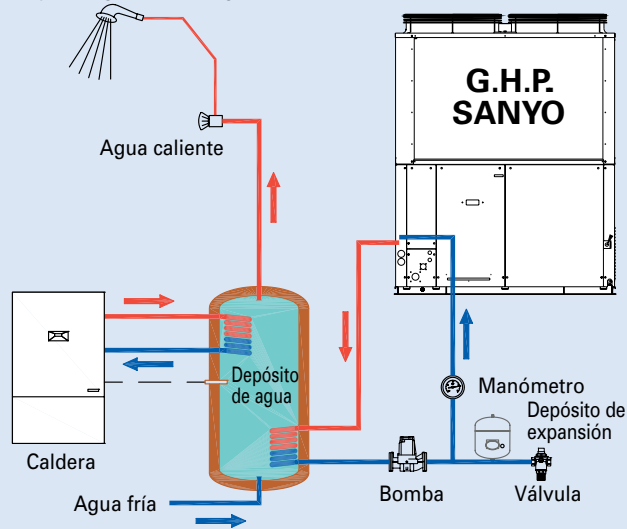 G.H.P.
SANYO
Agua caliente
Depósito
de agua
Manómetro
Depósito de
expansión
Caldera
Bomba
Válvula
Agua fría